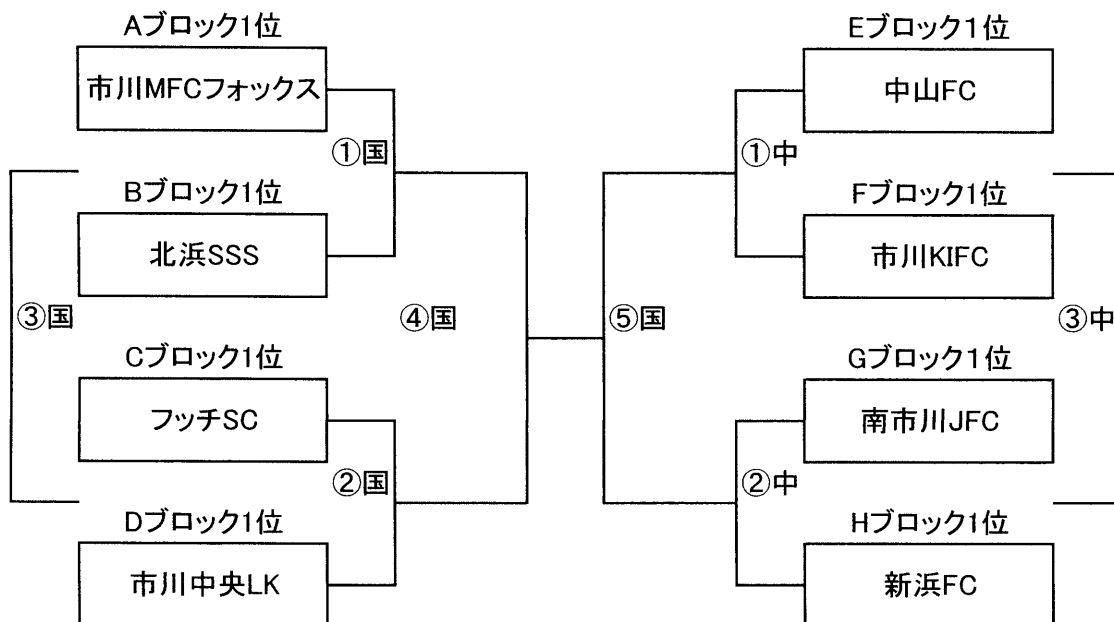 Aブロック1位
市川MFCフォックス
①国
Bブロック1位
北浜SSS
③国
④国
Cブロック1位
フッチSC
②国
Dブロック1位
市川中央LK
Eブロック1位
中山FC
①中
Fブロック1位
市川KIFC
⑤国
③中
Gブロック1位
南市川JFC
②中
Hブロック1位
新浜FC